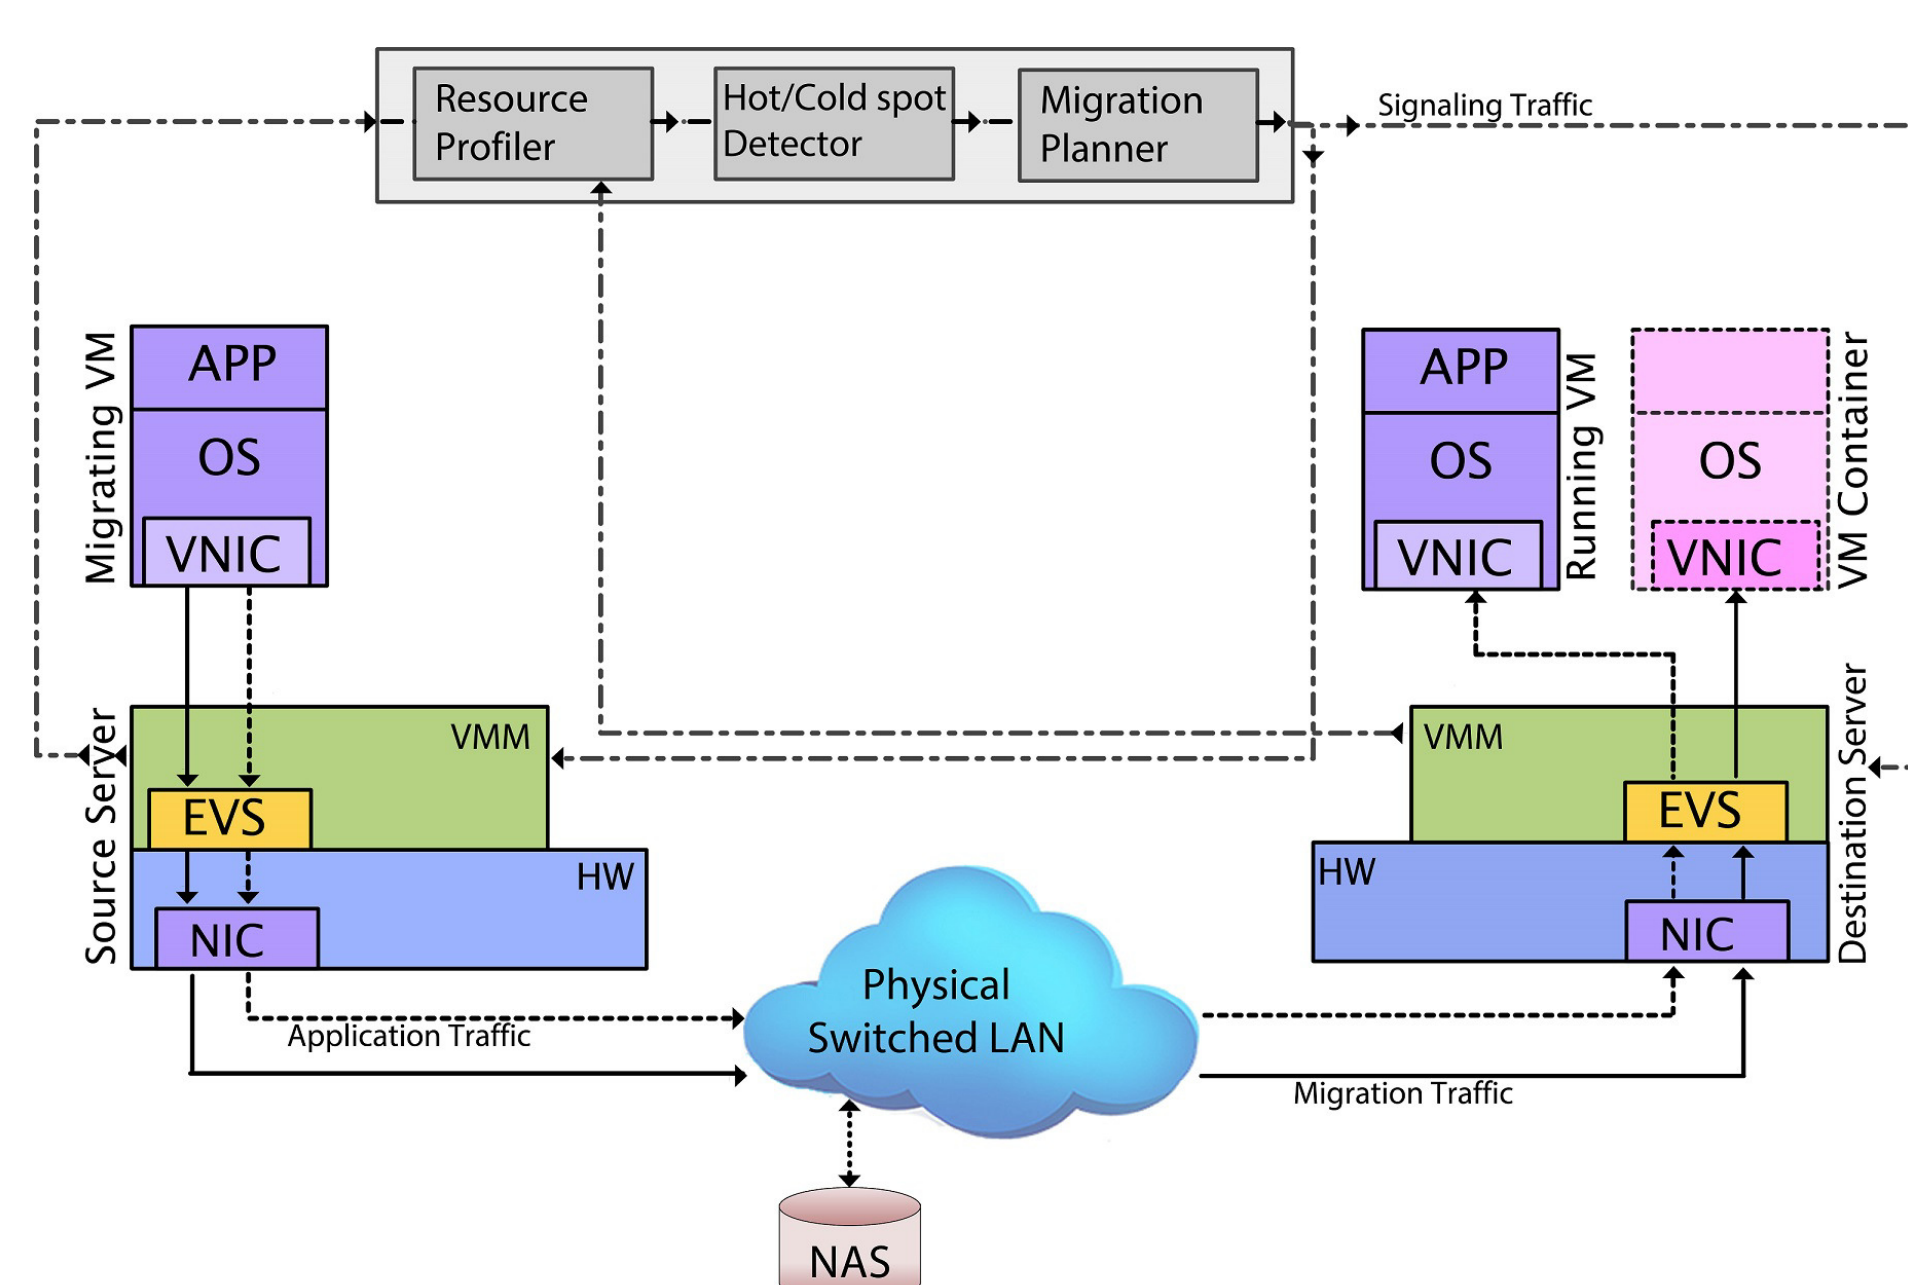 Resource
Profiler
Hot/Cold spot
Detector
Migration
Planner
Signaling Traffic
Migrating VM
APP
OS
VNIC
APP
OS
VNIC
Running VM
OS
VNIC
VM Container
Source Server
VMM
EVS
HW
NIC
VMM
EVS
HW
NIC
Destination Server
Application Traffic
Physical
Switched LAN
Migration Traffic
NAS